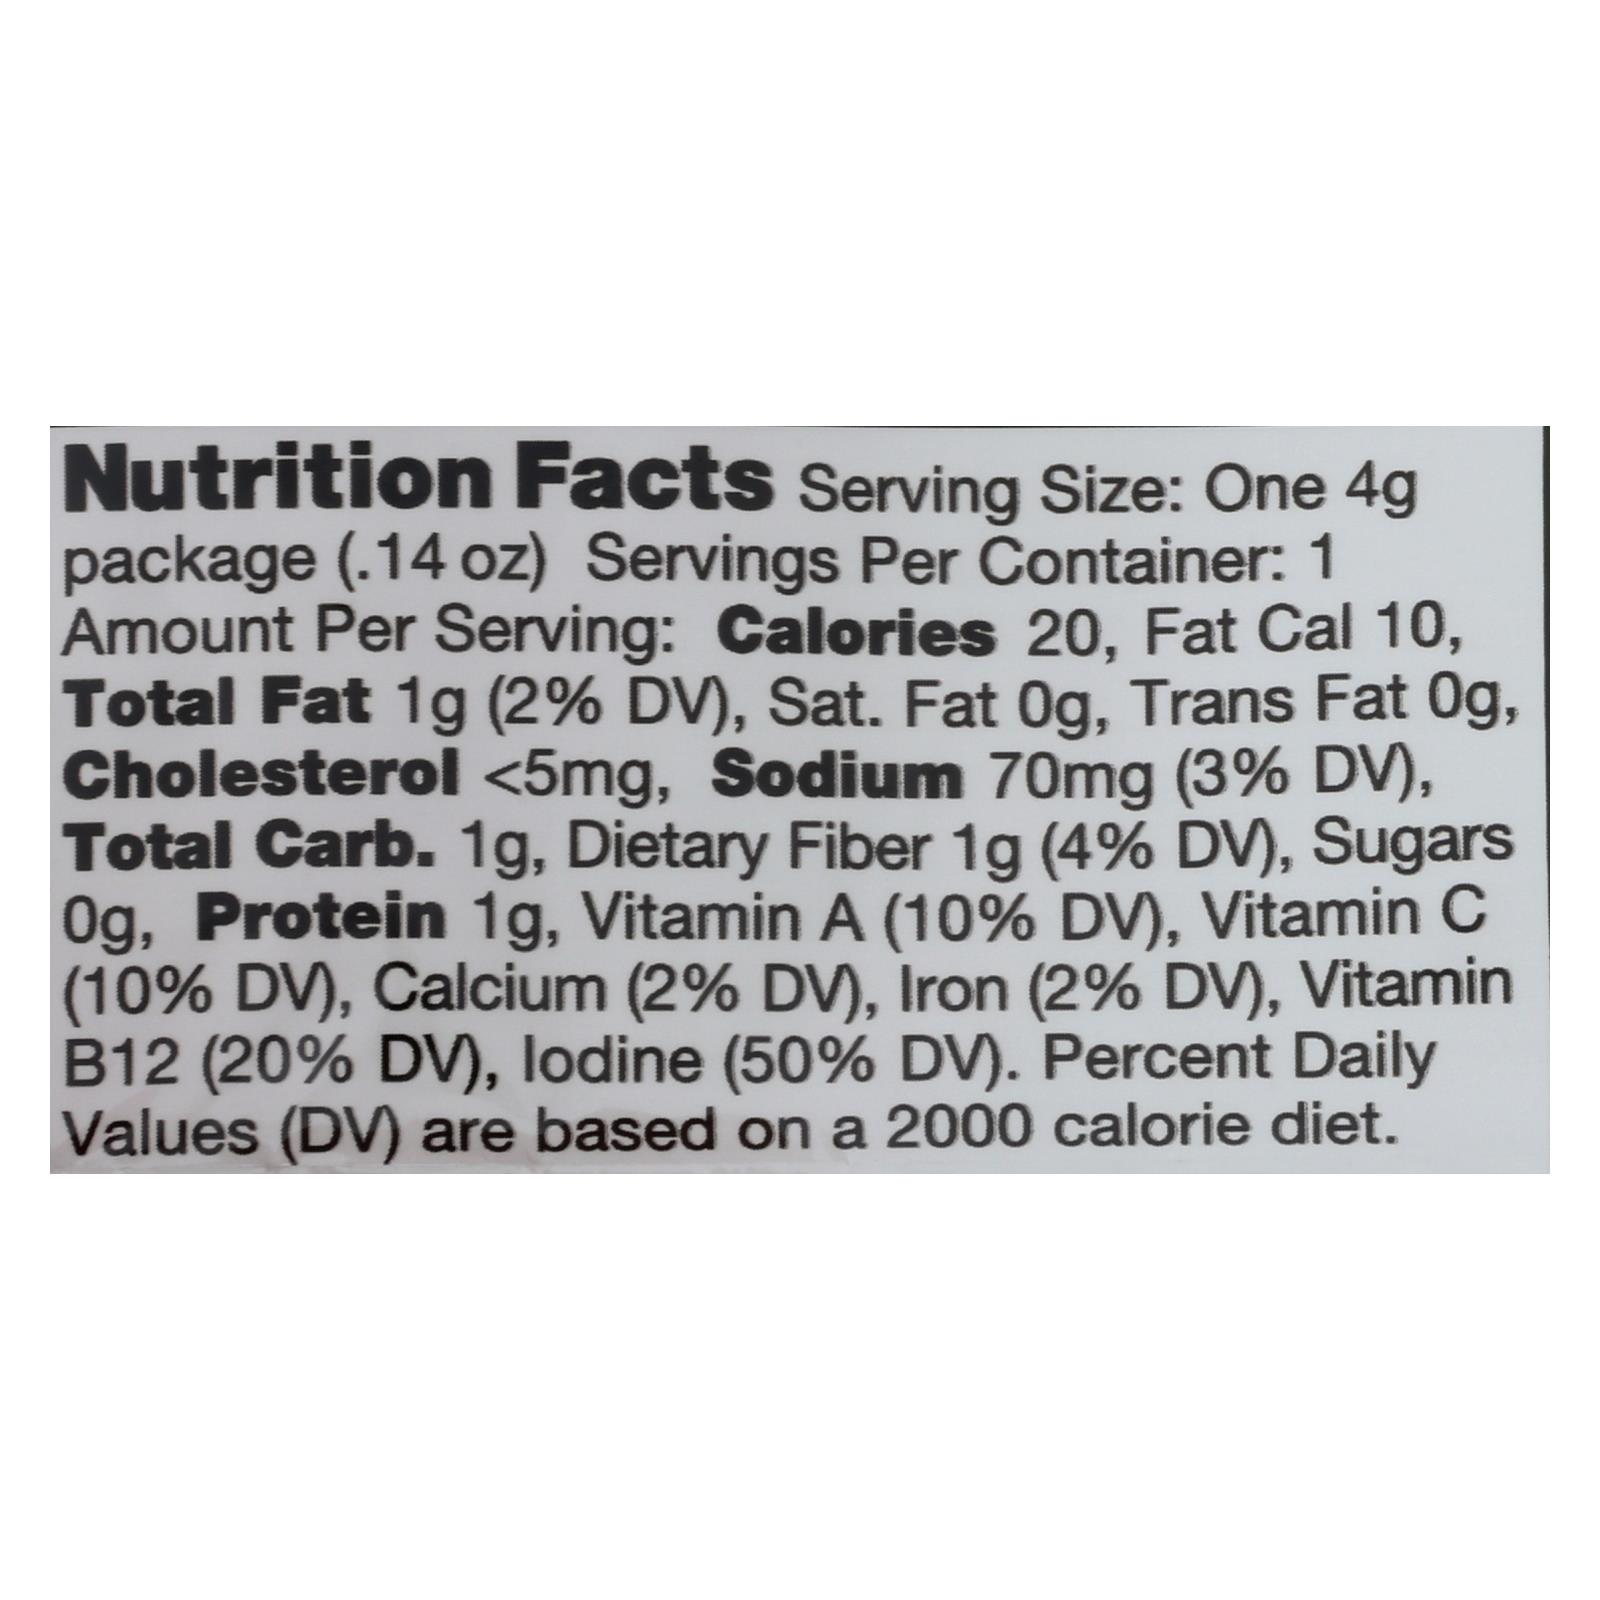 Nutrition Facts Serving Size: One 4g
package (.14 oz) Servings Per Container: 1
Amount Per Serving: Calories 20, Fat Cal 10,
Total Fat 1g (2% DV), Sat. Fat 0g, Trans Fat 0g,
Cholesterol <5mg, Sodium 70mg (3% DV),
Total Carb. 1g, Dietary Fiber 1g (4% DV), Sugars
0g, Protein 1g, Vitamin A (10% DV), Vitamin C
(10% DV), Calcium (2% DV), Iron (2% DV), Vitamin
B12 (20% DV), Iodine (50% DV). Percent Daily
Values (DV) are based on a 2000 calorie diet.